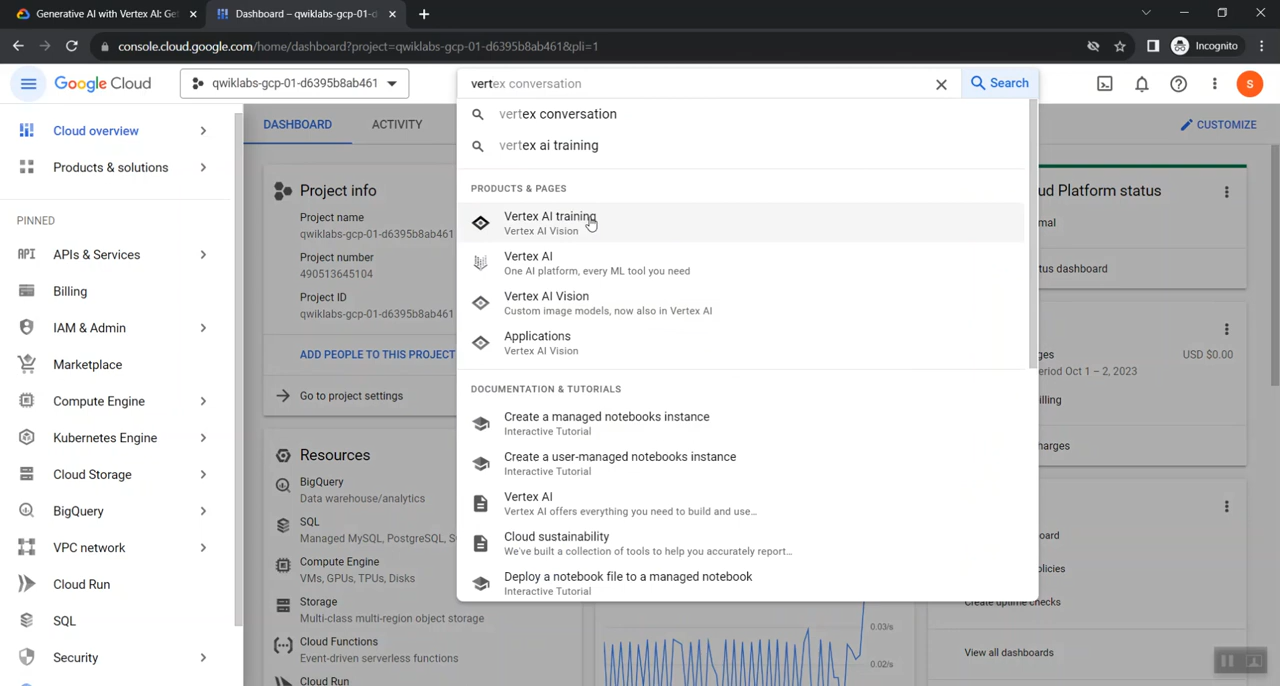 Generative AI with Vertex AI: Get
Dashboard – qwiklabs-gcp-01-d
console.cloud.google.com/home/dashboard?project=qwiklabs-gcp-01-d6395b8ab461&pli=1
Incognito
Google Cloud
qwiklabs-gcp-01-d6395b8ab461
vertex conversation
Search
S
Cloud overview
Products & solutions
PINNED
APIs & Services
Billing
IAM & Admin
Marketplace
Compute Engine
Kubernetes Engine
Cloud Storage
BigQuery
VPC network
Cloud Run
SQL
Security
DASHBOARD
ACTIVITY
CUSTOMIZE
Project info
Project name
qwiklabs-gcp-01-d6395b8ab461
Project number
490513645104
Project ID
qwiklabs-gcp-01-d6395b8ab461
ADD PEOPLE TO THIS PROJECT
Go to project settings
Resources
BigQuery
Data warehouse/analytics
SQL
Managed MySQL, PostgreSQL, S
Compute Engine
VMs, GPUs, TPUs, Disks
Storage
Multi-class multi-region object storage
Cloud Functions
Event-driven serverless functions
Cloud Run
vertex conversation
vertex ai training
PRODUCTS & PAGES
Vertex AI training
Vertex AI Vision
Vertex AI
One AI platform, every ML tool you need
Vertex AI Vision
Custom image models, now also in Vertex AI
Applications
Vertex AI Vision
DOCUMENTATION & TUTORIALS
Create a managed notebooks instance
Interactive Tutorial
Create a user-managed notebooks instance
Interactive Tutorial
Vertex AI
Vertex AI offers everything you need to build and use...
Cloud sustainability
We've built a collection of tools to help you accurately report...
Deploy a notebook file to a managed notebook
Interactive Tutorial
0.03/s
0.02/s
ud Platform status
mal
tus dashboard
ges
USD $0.00
eriod Oct 1 – 2, 2023
illing
harges
oard
olicies
Create uptime checks
View all dashboards
API